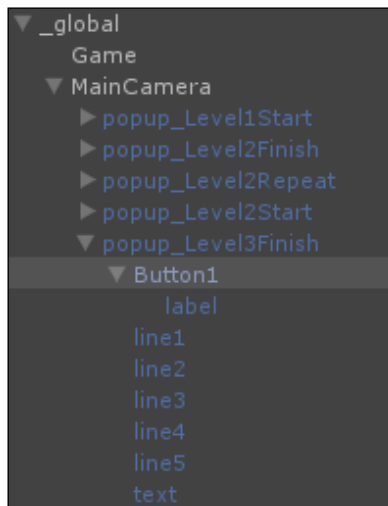 _global
Game
MainCamera
popup_Level1Start
popup_Level2Finish
popup_Level2Repeat
popup_Level2Start
popup_Level3Finish
Button1
label
line1
line2
line3
line4
line5
text